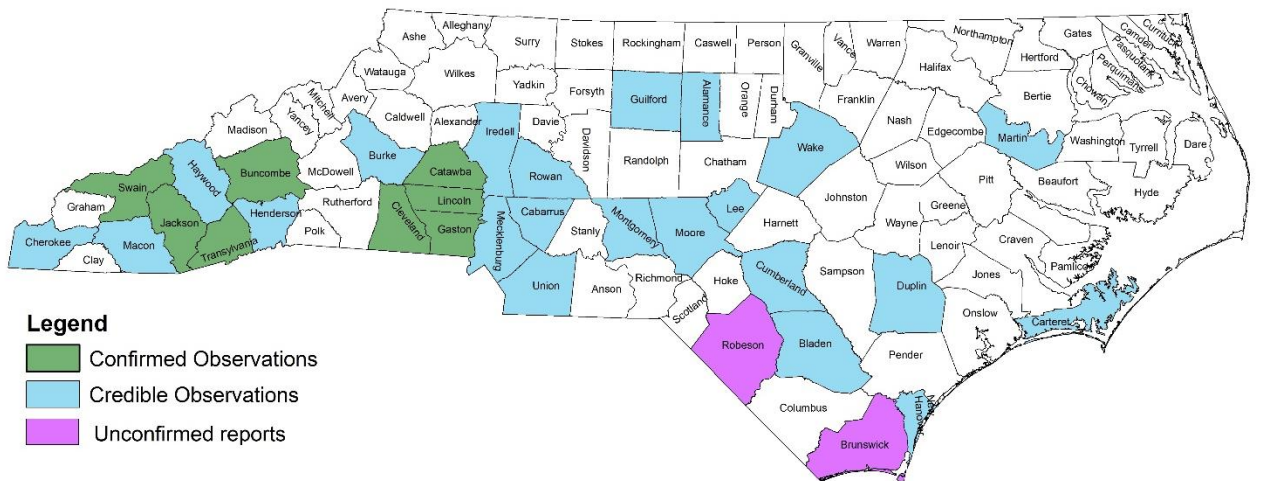 Alleghany
Ashe
Surry
Stokes
Rockingham
Caswell
Person
Granville
Vance
Warren
Northampton
Gates
Camden
Currituck
Pasquotank
Perquimans
Chowan
Hertford
Halifax
Bertie
Watauga
Wilkes
Yadkin
Forsyth
Guilford
Alamance
Orange
Durham
Franklin
Nash
Edgecombe
Martin
Washington
Tyrrell
Dare
Mitchell
Avery
Yancey
Caldwell
Alexander
Iredell
Davie
Davidson
Randolph
Chatham
Wake
Wilson
Pitt
Beaufort
Hyde
Madison
Burke
McDowell
Catawba
Rowan
Haywood
Buncombe
Swain
Graham
Jackson
Henderson
Rutherford
Polk
Cleveland
Lincoln
Gaston
Mecklenburg
Cabarrus
Stanly
Montgomery
Moore
Lee
Harnett
Johnston
Wayne
Greene
Lenoir
Craven
Pamlico
Jones
Cherokee
Clay
Macon
Transylvania
Union
Anson
Richmond
Scotland
Hoke
Cumberland
Sampson
Duplin
Onslow
Carteret
Robeson
Bladen
Pender
Columbus
Brunswick
Hanover
Legend
Confirmed Observations
Credible Observations
Unconfirmed reports